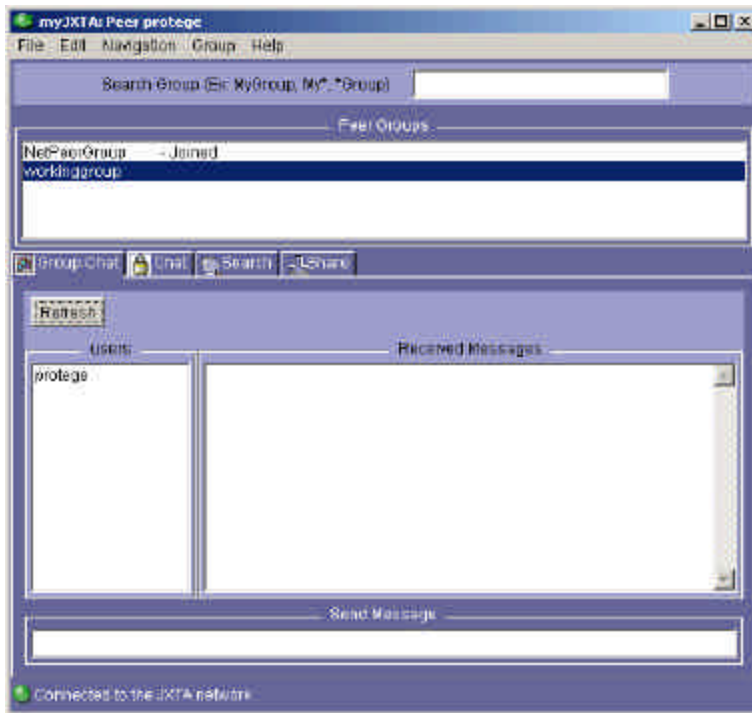 myJXTA: Peer protege
File Edit Navigation Group Help
Search Group (Ex: MyGroup, My*, *Group)
Peer Groups
NetPeerGroup - Joined
workinggroup
Group Chat Chat Search Share
Refresh
Users Received Messages
protege
Send Message
Connected to the JXTA network